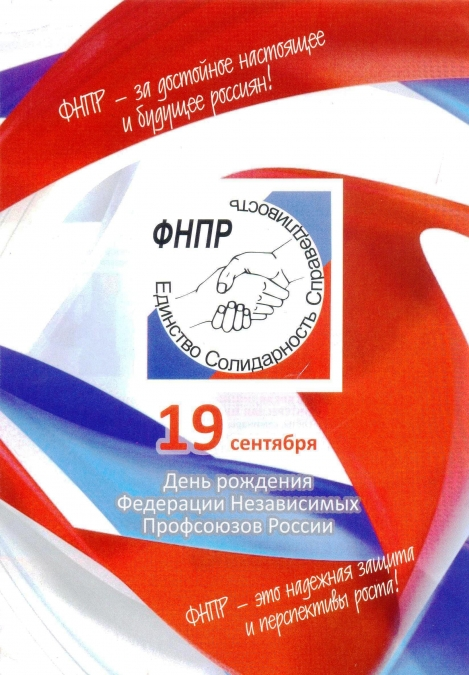 ФНПР – за достойное настоящее
и будущее россиян!
ФНПР
Единство Солидарность Справедливость
19 сентября
День рождения
Федерации Независимых
Профсоюзов России
ФНПР – это надежная защита
и перспективы роста!